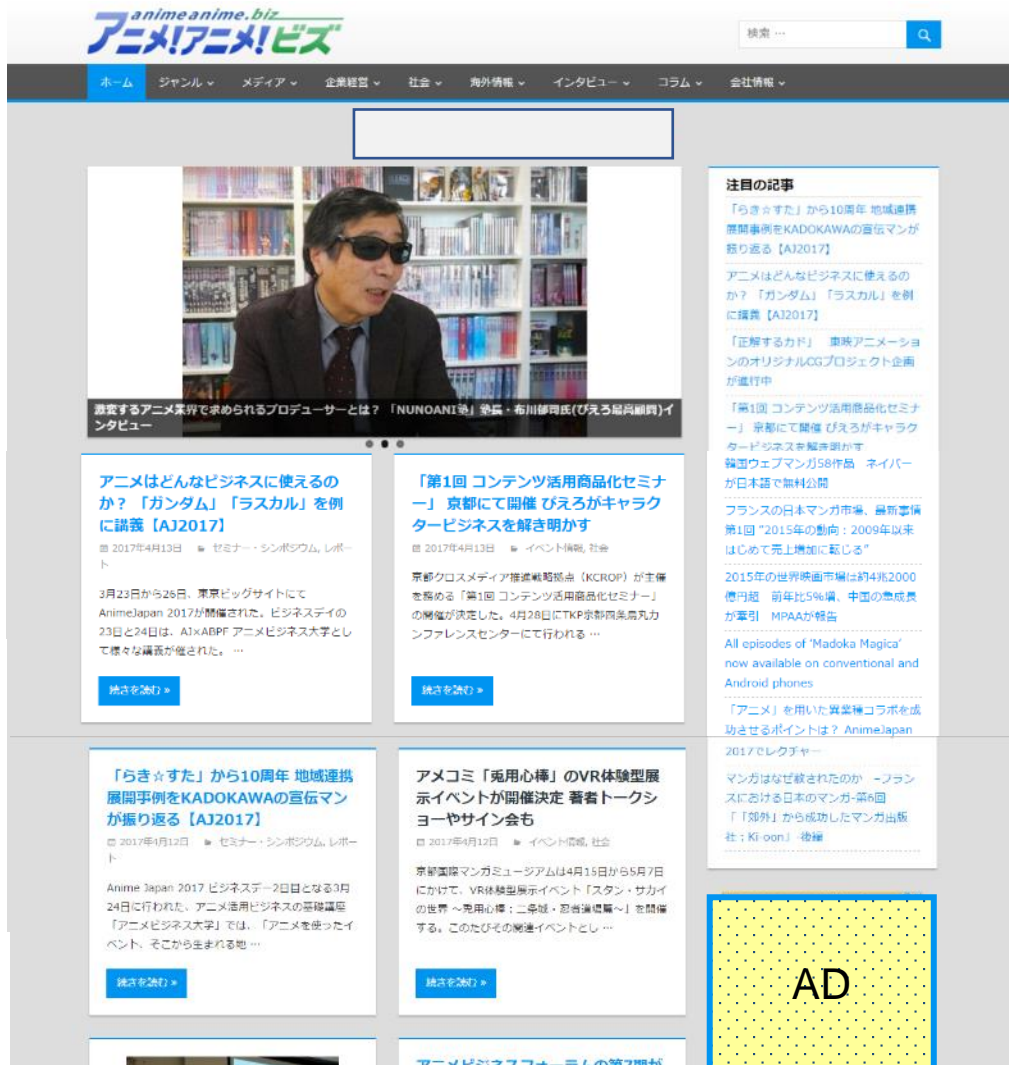 animeanime.biz
アニメ!アニメ!ビズ
検索 …
ホーム ジャンル メディア 企業経営 社会 海外情報 インタビュー コラム 会社情報
激変するアニメ業界で求められるプロデューサーとは? 「NUNOANI塾」塾長・布川郁司氏(ぴえろ最高顧問)イ
ンタビュー
アニメはどんなビジネスに使えるの
か? 「ガンダム」「ラスカル」を例
に講義【AJ2017】
2017年4月13日 セミナー・シンポジウム, レポー
ト
3月23日から26日、東京ビッグサイトにて
AnimeJapan 2017が開催された。ビジネスデイの
23日と24日は、AJ×ABPF アニメビジネス大学とし
て様々な講義が催された。 …
続きを読む »
「第1回 コンテンツ活用商品化セミナ
ー」 京都にて開催 ぴえろがキャラク
タービジネスを解き明かす
2017年4月13日 イベント情報, 社会
京都クロスメディア推進戦略拠点(KCROP)が主催
を務める「第1回 コンテンツ活用商品化セミナー」
の開催が決定した。4月28日にTKP京都四条烏丸カ
ンファレンスセンターにて行われる …
続きを読む »
「らき☆すた」から10周年 地域連携
展開事例をKADOKAWAの宣伝マン
が振り返る【AJ2017】
2017年4月12日 セミナー・シンポジウム, レポー
ト
Anime Japan 2017 ビジネスデー2日目となる3月
24日に行われた、アニメ活用ビジネスの基礎講座
「アニメビジネス大学」では、「アニメを使ったイ
ベント、そこから生まれる地 …
続きを読む »
アメコミ「兎用心棒」のVR体験型展
示イベントが開催決定 著者トークシ
ョーやサイン会も
2017年4月12日 イベント情報, 社会
京都国際マンガミュージアムは4月15日から5月7日
にかけて、VR体験型展示イベント「スタン・サカイ
の世界 ~兎用心棒:二条城・忍者道場篇~」を開催
する。このたびその関連イベントとし …
続きを読む »
アニメビジネスフォーラムの第2期が
注目の記事
「らき☆すた」から10周年 地域連携
展開事例をKADOKAWAの宣伝マンが
振り返る【AJ2017】
アニメはどんなビジネスに使えるの
か? 「ガンダム」「ラスカル」を例
に講義【AJ2017】
「正解するカド」 東映アニメーショ
ンのオリジナルCGプロジェクト企画
が進行中
「第1回 コンテンツ活用商品化セミナ
ー」 京都にて開催 ぴえろがキャラク
タービジネスを解き明かす
韓国ウェブマンガ58作品 ネイバー
が日本語で無料公開
フランスの日本マンガ市場、最新事情
第1回 “2015年の動向:2009年以来
はじめて売上増加に転じる”
2015年の世界映画市場は約4兆2000
億円超 前年比5%増、中国の急成長
が牽引 MPAAが報告
All episodes of ‘Madoka Magica’
now available on conventional and
Android phones
「アニメ」を用いた異業種コラボを成
功させるポイントは? AnimeJapan
2017でレクチャー
マンガはなぜ赦されたのか –フラン
スにおける日本のマンガ-第6回
「「郊外」から成功したマンガ出版
社:Ki-oon」-後編
AD